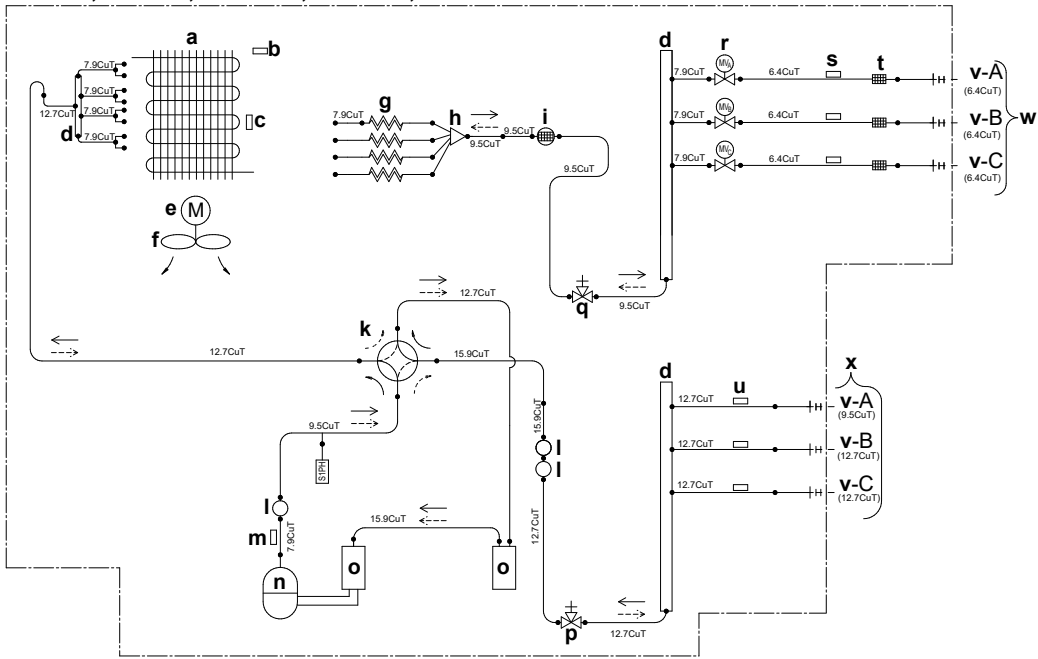 a
b
7.9CuT
7.9CuT
7.9CuT
7.9CuT
12.7CuT
d
c
e
M
f
g
7.9CuT
h
9.5CuT
9.5CuT
i
9.5CuT
d
r
s
t
7.9CuT
6.4CuT
v-A
(6.4CuT)
7.9CuT
6.4CuT
v-B
(6.4CuT)
w
7.9CuT
6.4CuT
v-C
(6.4CuT)
q
9.5CuT
12.7CuT
k
12.7CuT
15.9CuT
15.9CuT
9.5CuT
S1PH
l
l
l
m
7.9CuT
n
15.9CuT
o
o
12.7CuT
p
12.7CuT
d
u
x
12.7CuT
v-A
(9.5CuT)
12.7CuT
v-B
(12.7CuT)
12.7CuT
v-C
(12.7CuT)